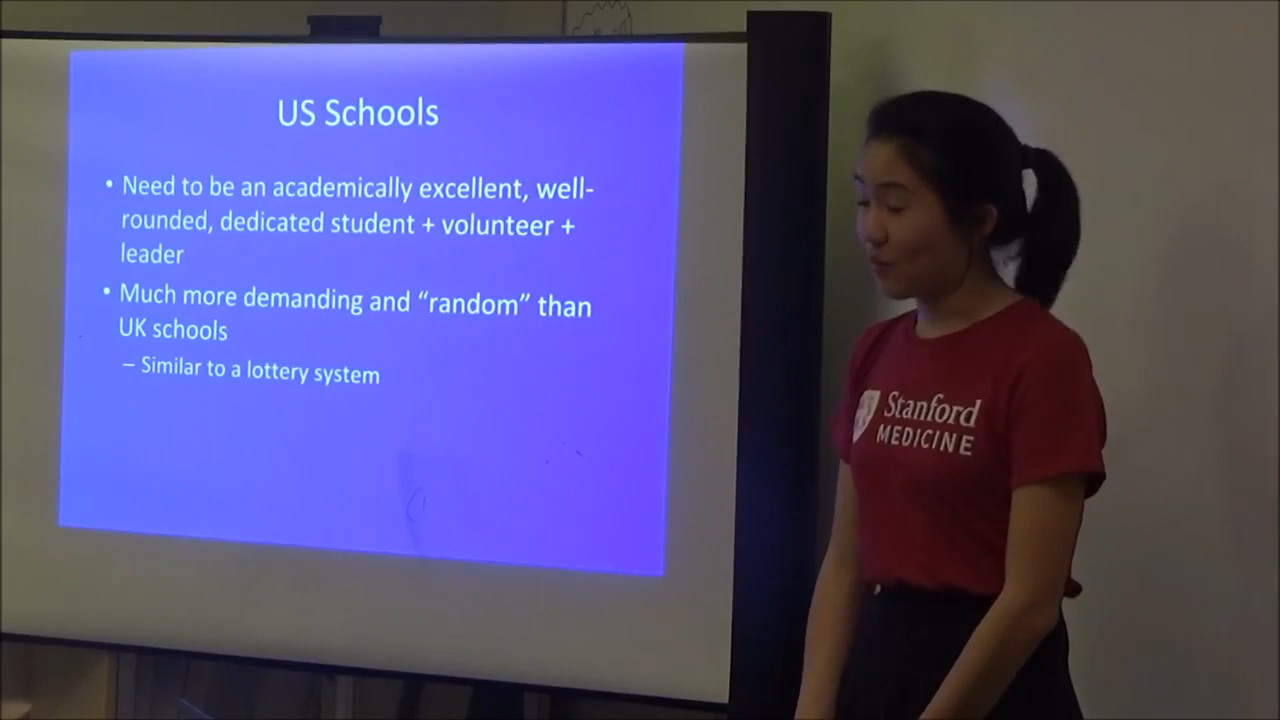 US Schools
• Need to be an academically excellent, well-
rounded, dedicated student + volunteer +
leader
• Much more demanding and “random” than
UK schools
– Similar to a lottery system
Stanford
MEDICINE